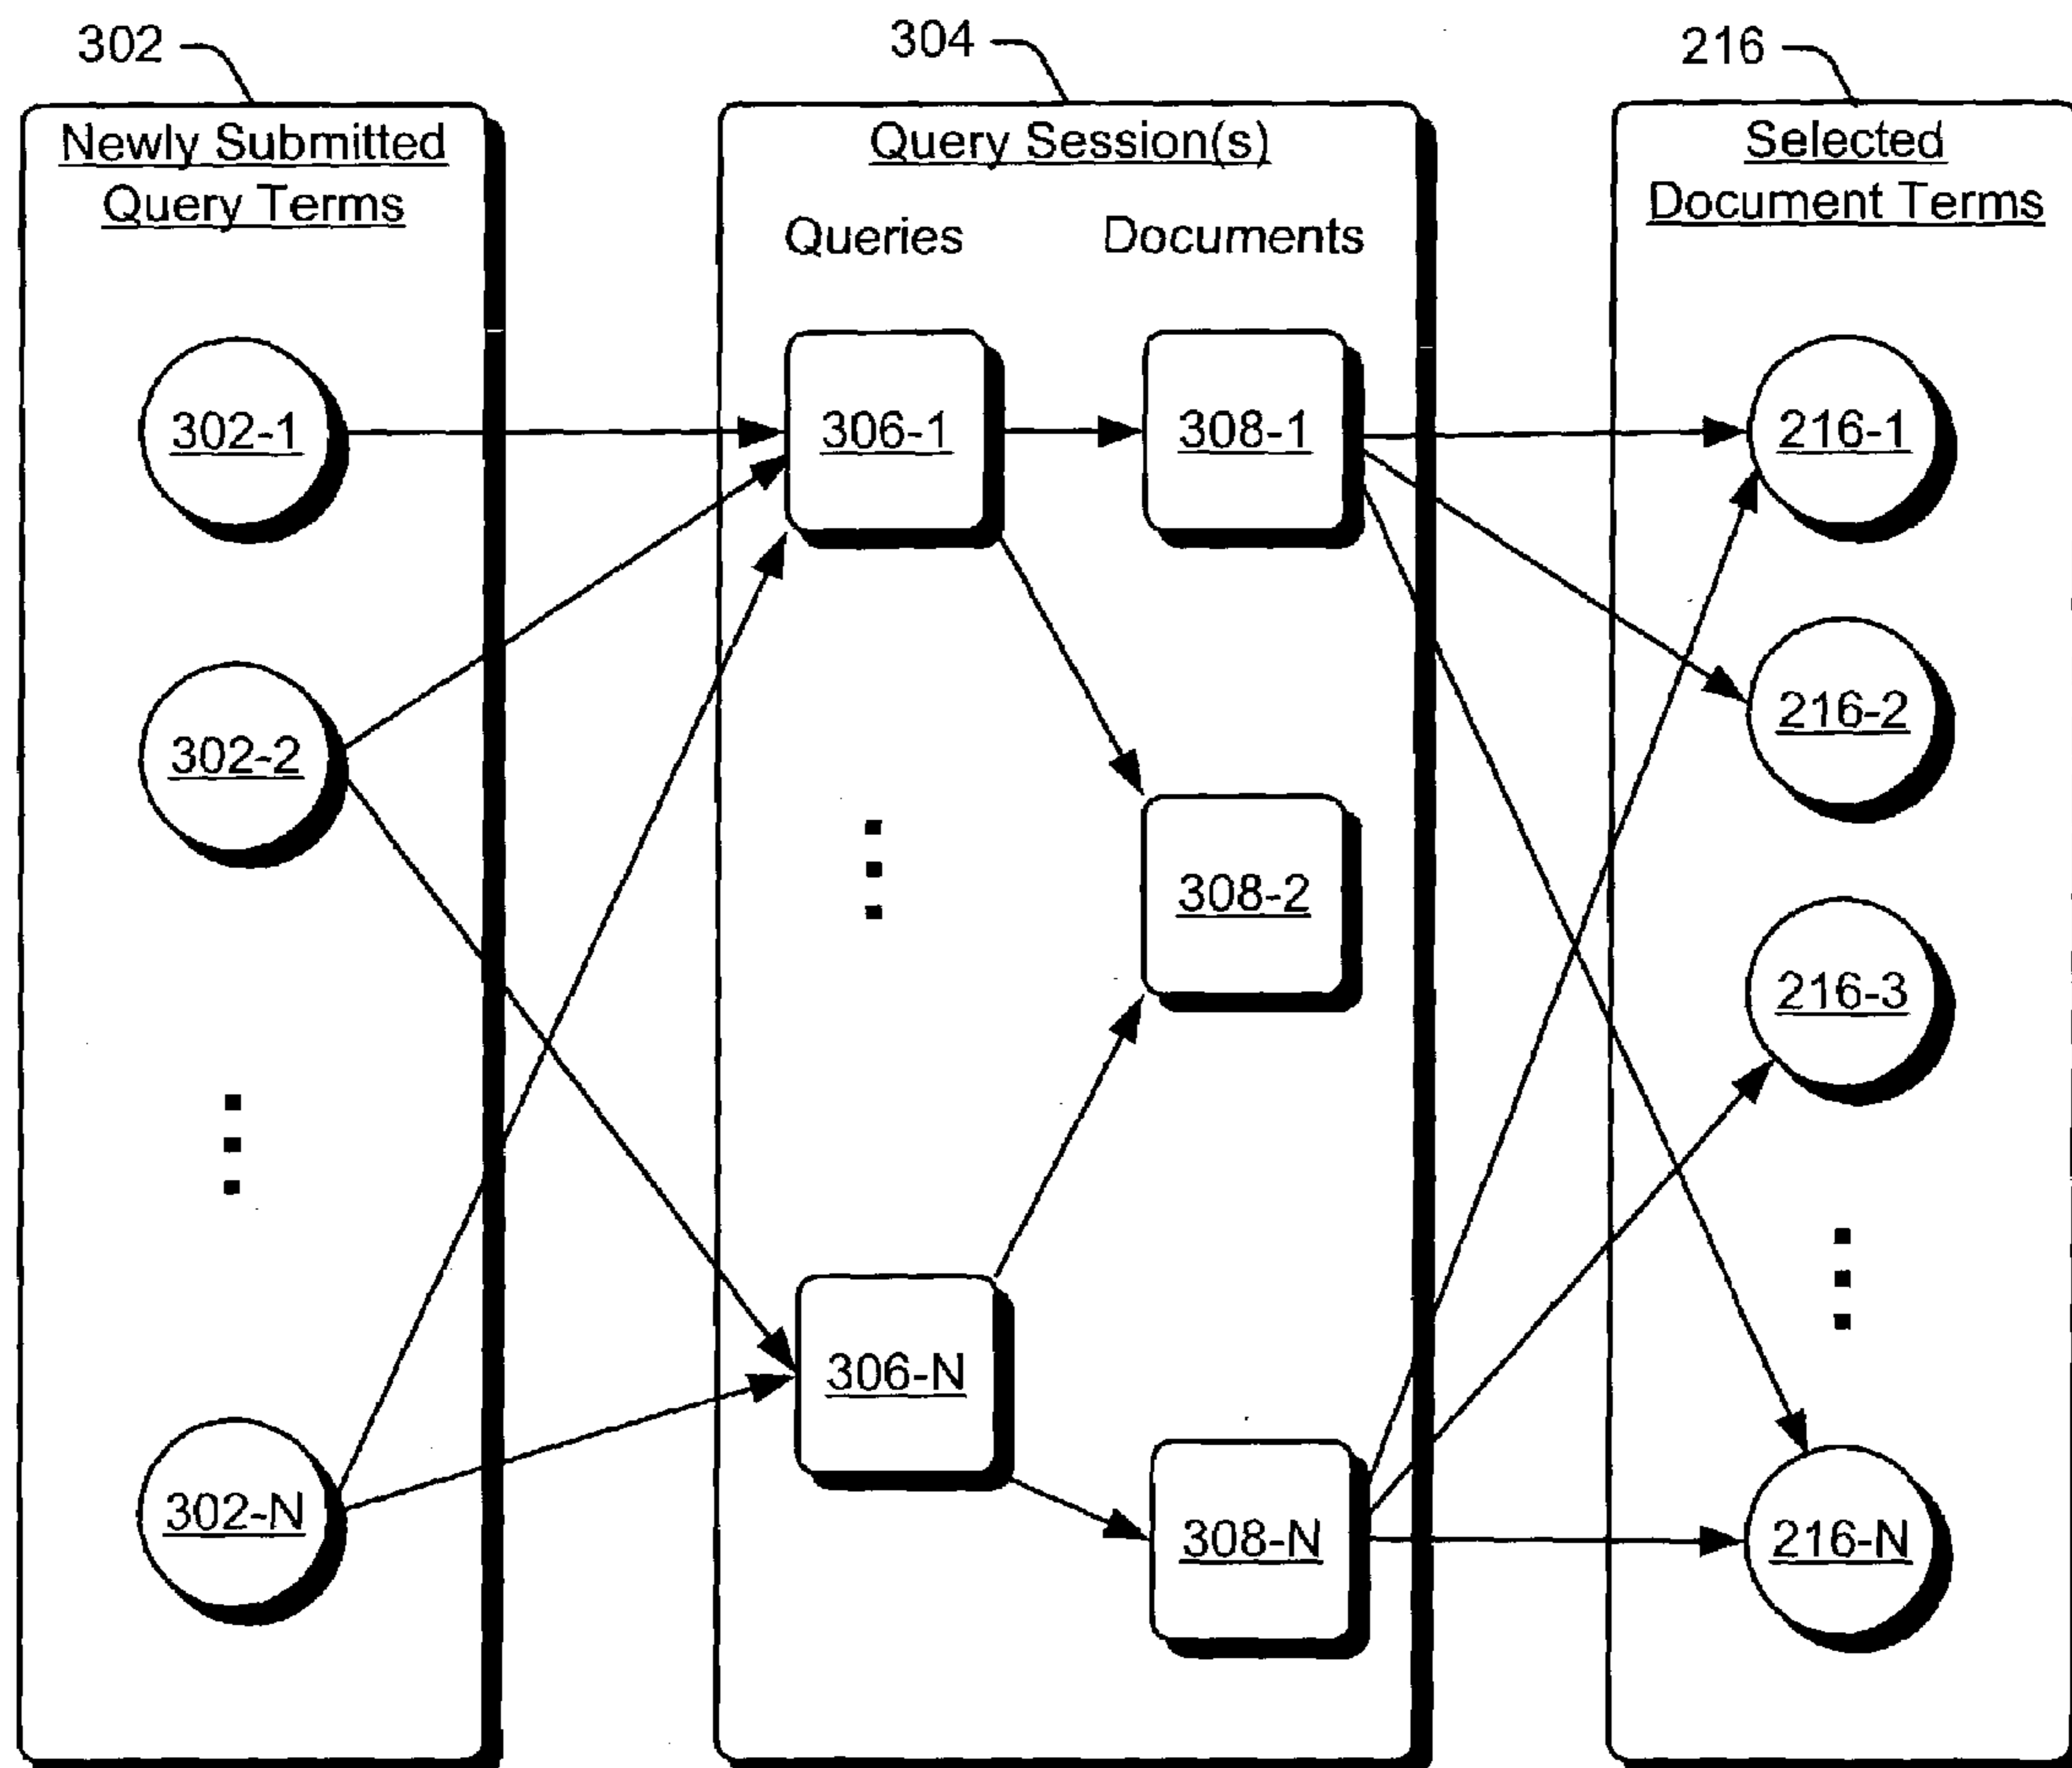 302
304
216
Newly Submitted
Query Terms
Query Session(s)
Queries
Documents
Selected
Document Terms
302-1
306-1
308-1
216-1
302-2
216-2
308-2
216-3
306-N
302-N
308-N
216-N